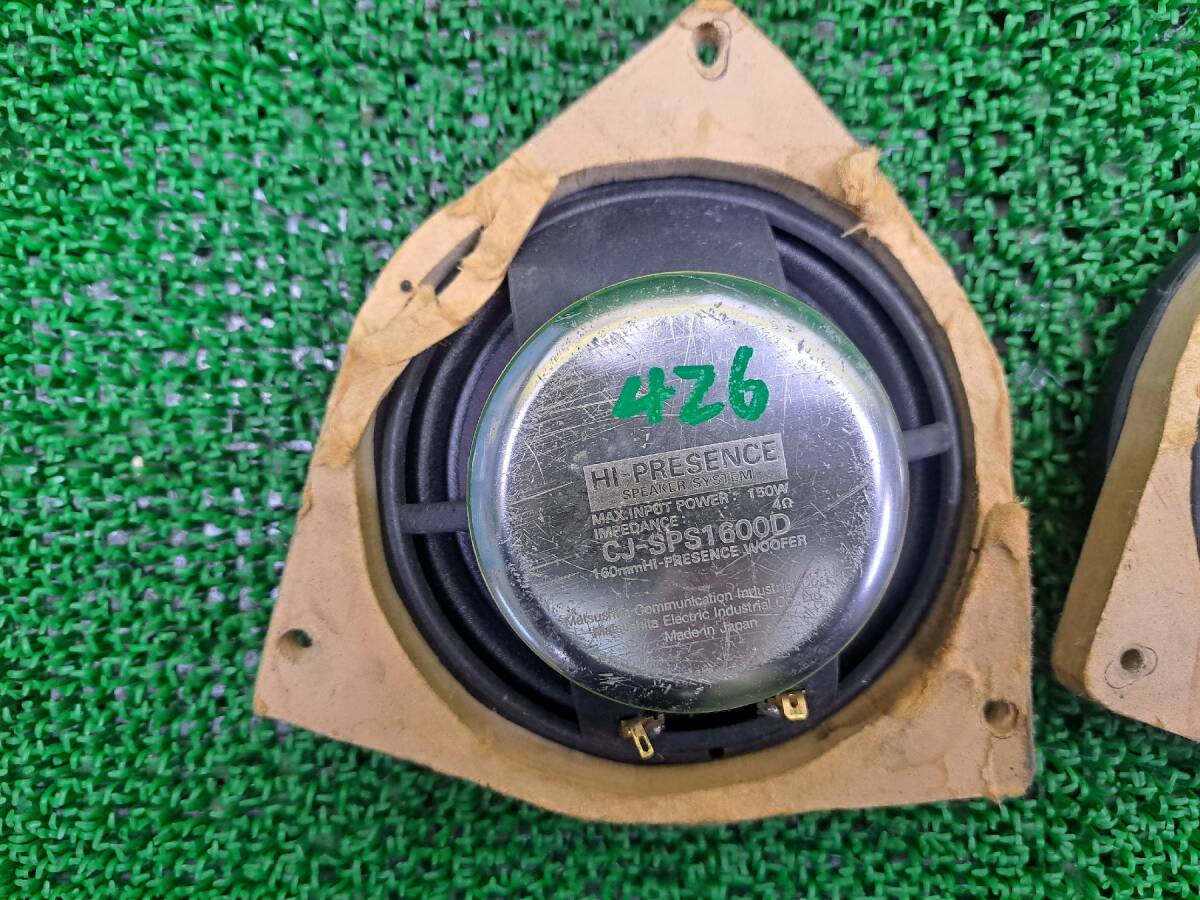 426
HI-PRESENCE
SPEAKER SYSTEM
MAX.INPUT POWER : 150W
IMPEDANCE : 4Ω
CJ-SPS1600D
160mmHI-PRESENCE WOOFER
Communication
Electric Industrial
Made in Japan